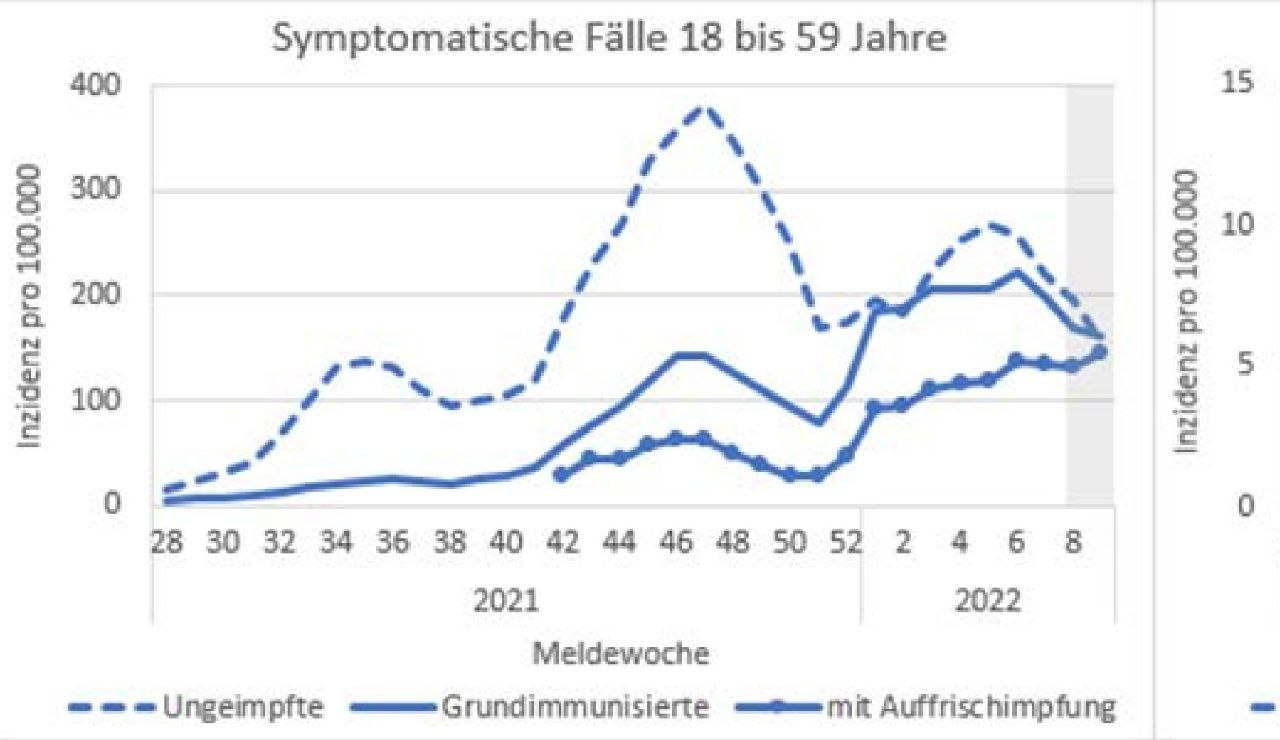 Symptomatische Fälle 18 bis 59 Jahre
Inzidenz pro 100.000
400
300
200
100
0
28 30 32 34 36 38 40 42 44 46 48 50 52 2 4 6 8
2021 2022
Meldewoche
Ungeimpfte Grundimmunisierte mit Auffrischimpfung
Inzidenz pro 100.000
15
10
5
0